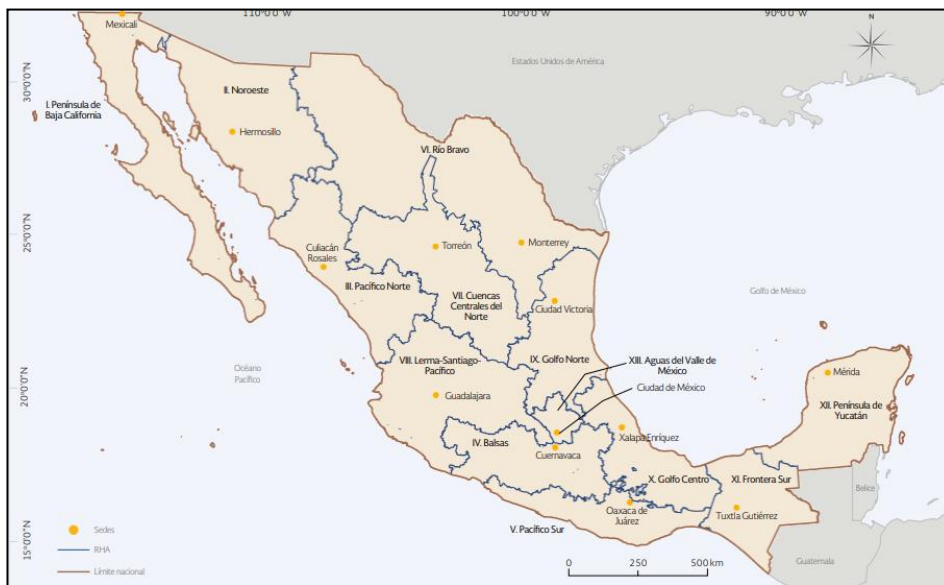 110°0'0"W
100°0'0"W
90°0'0"W
30°0'0"N
25°0'0"N
20°0'0"N
15°0'0"N
N
Mexicali
Estados Unidos de América
I. Península de
Baja California
II. Noroeste
Hermosillo
VI. Río Bravo
Culiacán
Rosales
Torreón
Monterrey
III. Pacífico Norte
VII. Cuencas
Centrales del
Norte
Ciudad Victoria
Golfo de México
Océano
Pacífico
VIII. Lerma-Santiago-
Pacífico
IX. Golfo Norte
XIII. Aguas del Valle de
México
Ciudad de México
Guadalajara
Mérida
XII. Península de
Yucatán
IV. Balsas
Cuernavaca
Xalapa Enríquez
X. Golfo Centro
XI. Frontera Sur
Belice
Oaxaca de
Juárez
Tuxtla Gutiérrez
V. Pacífico Sur
Guatemala
Sedes
RHA
Límite nacional
0 250 500 km